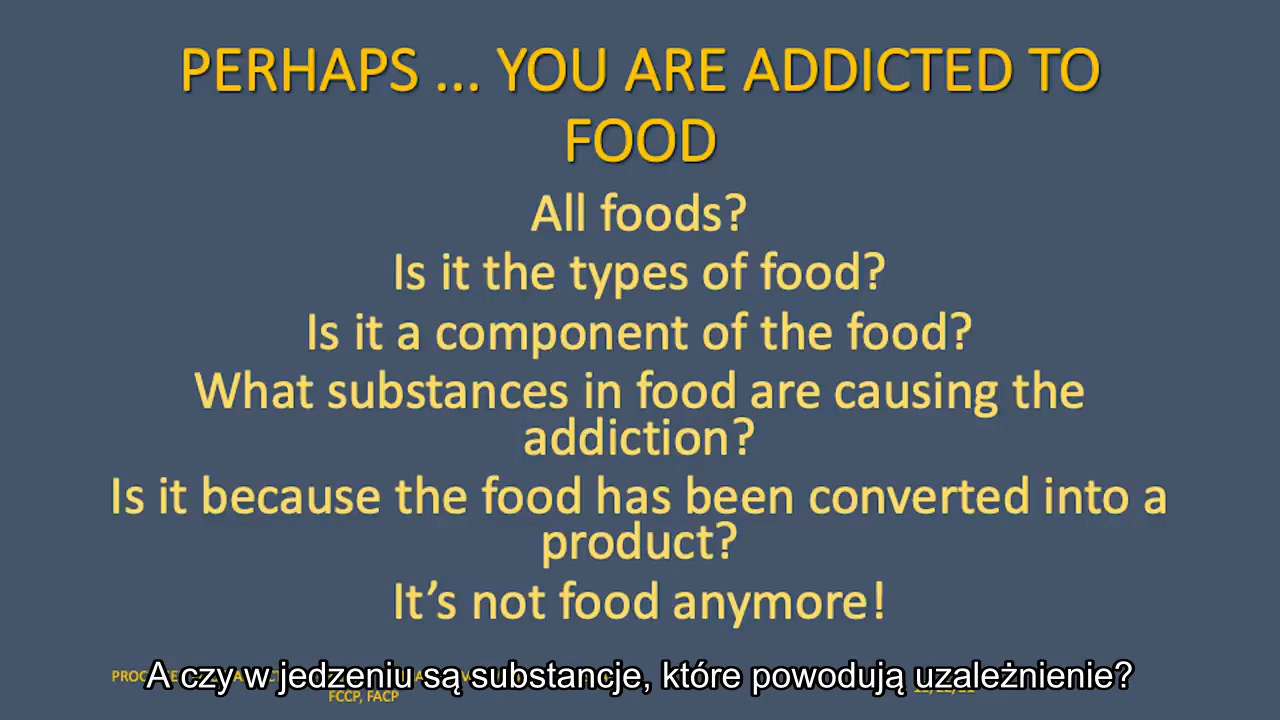 PERHAPS ... YOU ARE ADDICTED TO
FOOD
All foods?
Is it the types of food?
Is it a component of the food?
What substances in food are causing the
addiction?
Is it because the food has been converted into a
product?
It's not food anymore!
A czy w jedzeniu są substancje, które powodują uzależnienie?
FCCP, FACP